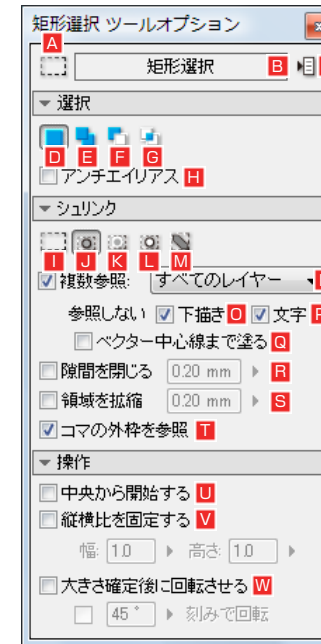 矩形選択 ツールオプション
A
矩形選択 B
選択
D E F G
アンチエイリアス H
シュリンク
I J K L M
複数参照: すべてのレイヤー
参照しない 下描き O 文字 P
ベクター中心線まで塗る Q
隙間を閉じる 0.20 mm R
領域を拡縮 0.20 mm S
コマの外枠を参照 T
操作
中央から開始する U
縦横比を固定する V
幅: 1.0 高さ: 1.0
大きさ確定後に回転させる W
45 ° 刻みで回転